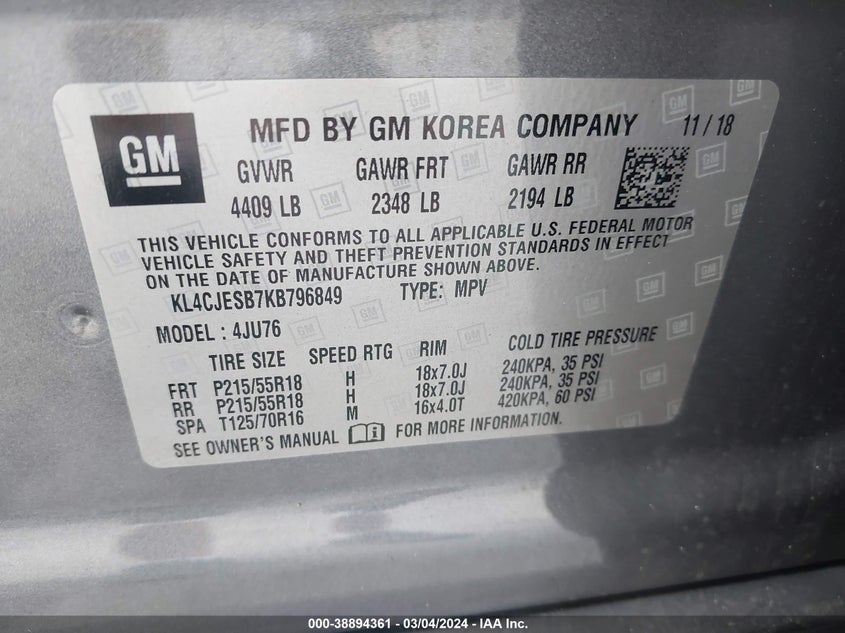 GM MFD BY GM KOREA COMPANY 11/18
GVWR GAWR FRT GAWR RR
4409 LB 2348 LB 2194 LB
THIS VEHICLE CONFORMS TO ALL APPLICABLE U.S. FEDERAL MOTOR
VEHICLE SAFETY AND THEFT PREVENTION STANDARDS IN EFFECT
ON THE DATE OF MANUFACTURE SHOWN ABOVE.
KL4CJESB7KB796849 TYPE: MPV
MODEL : 4JU76
TIRE SIZE SPEED RTG RIM COLD TIRE PRESSURE
FRT P215/55R18 H 18x7.0J 240KPA, 35 PSI
RR P215/55R18 H 18x7.0J 240KPA, 35 PSI
SPA T125/70R16 M 16x4.0T 420KPA, 60 PSI
SEE OWNER'S MANUAL FOR MORE INFORMATION.
000-38894361 - 03/04/2024 - IAA Inc.